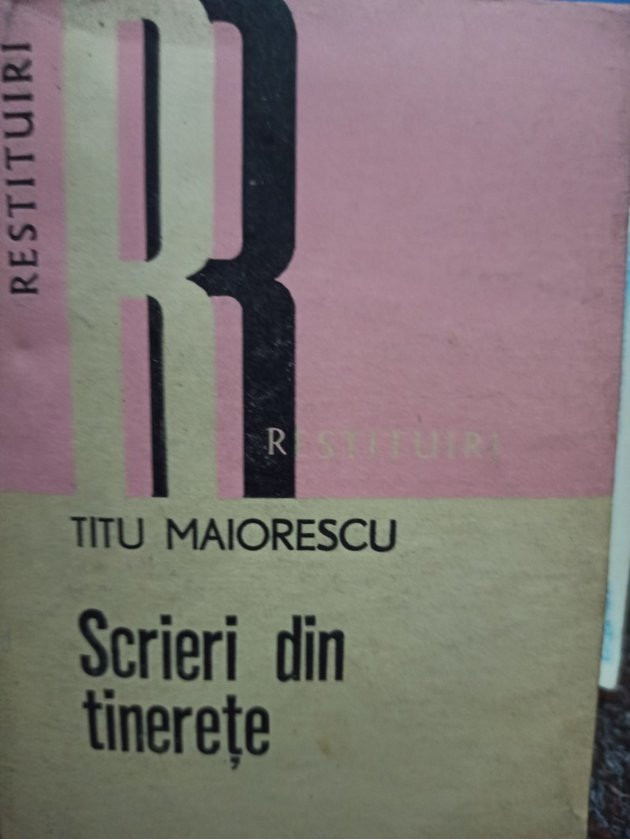 RESTITUIRI
R
RESTITUIRI
TITU MAIORESCU
Scrieri din
tinerețe